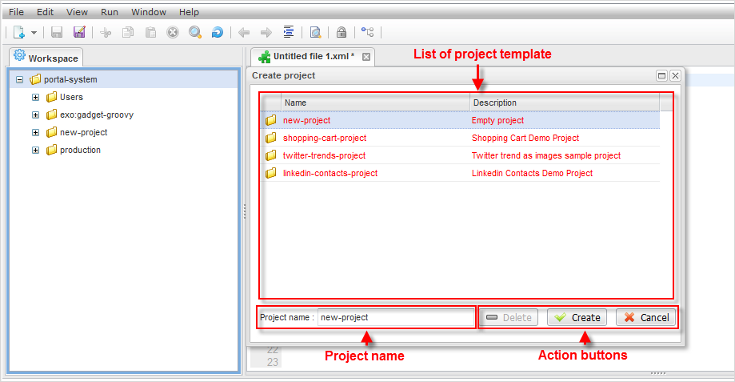 File Edit View Run Window Help
Workspace
Untitled file 1.xml *
List of project template
portal-system
Users
exo:gadget-groovy
new-project
production
Create project
Name Description
new-project Empty project
shopping-cart-project Shopping Cart Demo Project
twitter-trends-project Twitter trend as images sample project
linkedin-contacts-project Linkedin Contacts Demo Project
Project name : new-project Delete Create Cancel
Project name Action buttons
22
23